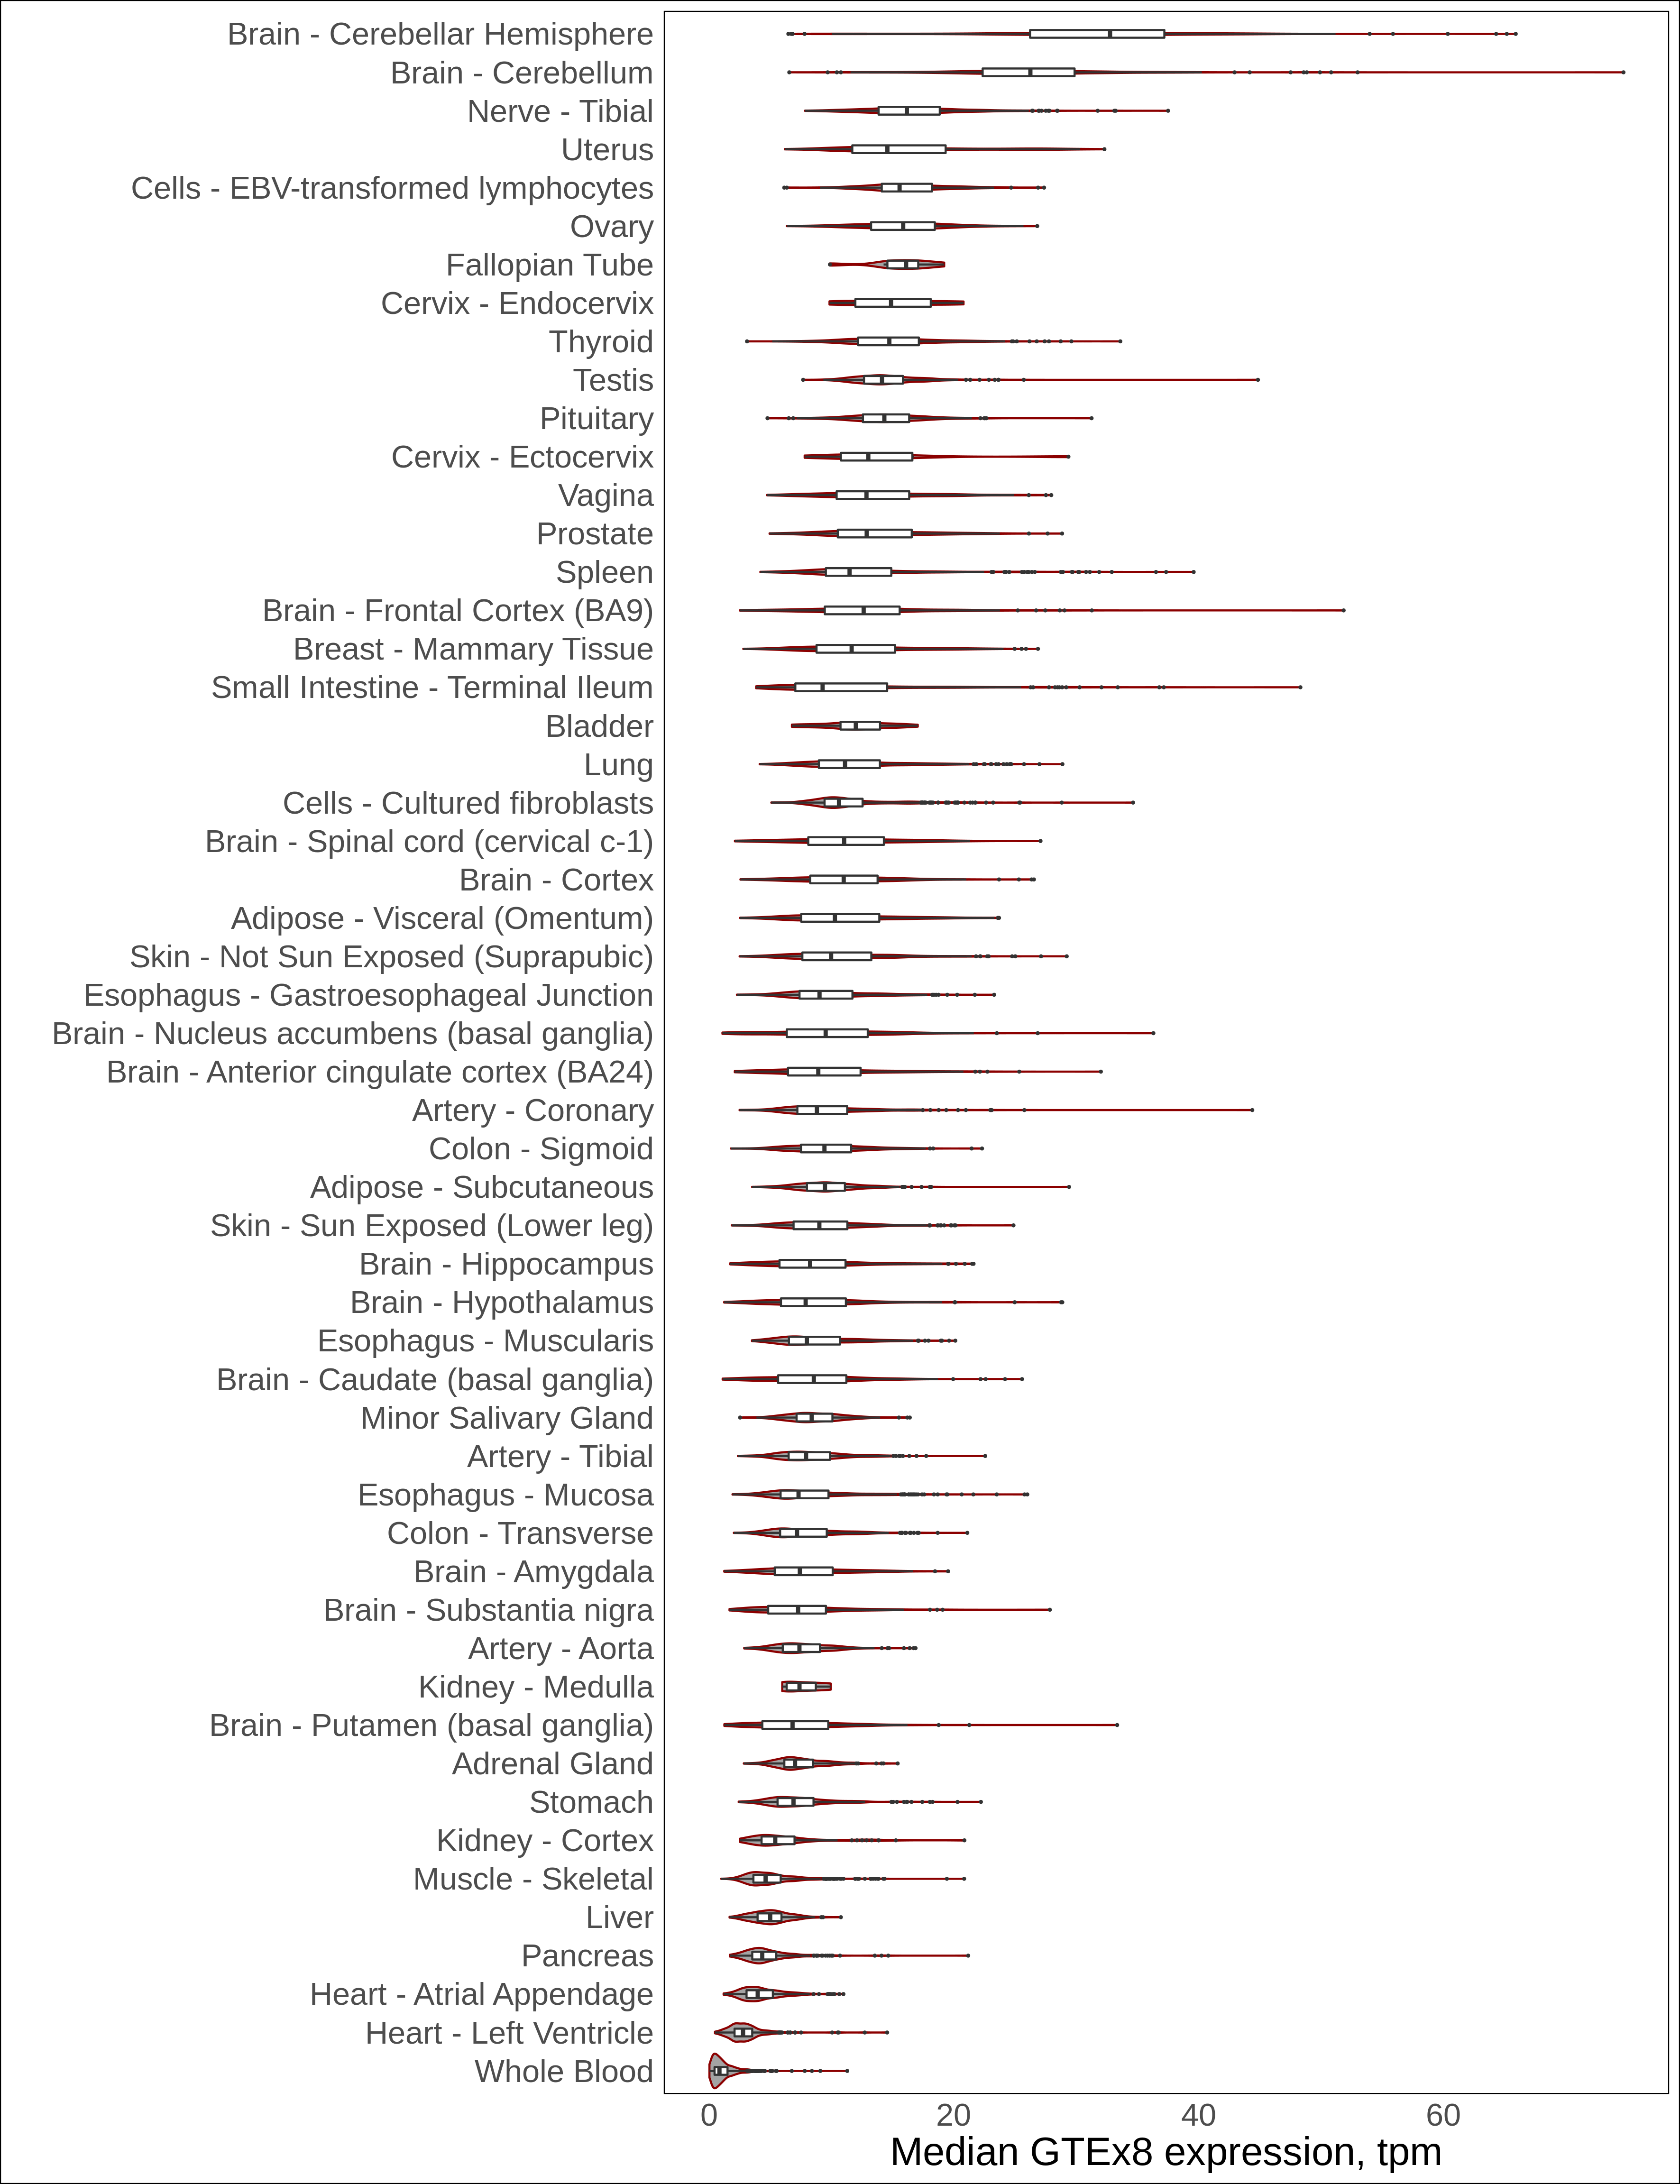 Brain - Cerebellar Hemisphere
Brain - Cerebellum
Nerve - Tibial
Uterus
Cells - EBV-transformed lymphocytes
Ovary
Fallopian Tube
Cervix - Endocervix
Thyroid
Testis
Pituitary
Cervix - Ectocervix
Vagina
Prostate
Spleen
Brain - Frontal Cortex (BA9)
Breast - Mammary Tissue
Small Intestine - Terminal Ileum
Bladder
Lung
Cells - Cultured fibroblasts
Brain - Spinal cord (cervical c-1)
Brain - Cortex
Adipose - Visceral (Omentum)
Skin - Not Sun Exposed (Suprapubic)
Esophagus - Gastroesophageal Junction
Brain - Nucleus accumbens (basal ganglia)
Brain - Anterior cingulate cortex (BA24)
Artery - Coronary
Colon - Sigmoid
Adipose - Subcutaneous
Skin - Sun Exposed (Lower leg)
Brain - Hippocampus
Brain - Hypothalamus
Esophagus - Muscularis
Brain - Caudate (basal ganglia)
Minor Salivary Gland
Artery - Tibial
Esophagus - Mucosa
Colon - Transverse
Brain - Amygdala
Brain - Substantia nigra
Artery - Aorta
Kidney - Medulla
Brain - Putamen (basal ganglia)
Adrenal Gland
Stomach
Kidney - Cortex
Muscle - Skeletal
Liver
Pancreas
Heart - Atrial Appendage
Heart - Left Ventricle
Whole Blood
0 20 40 60
Median GTEx8 expression, tpm